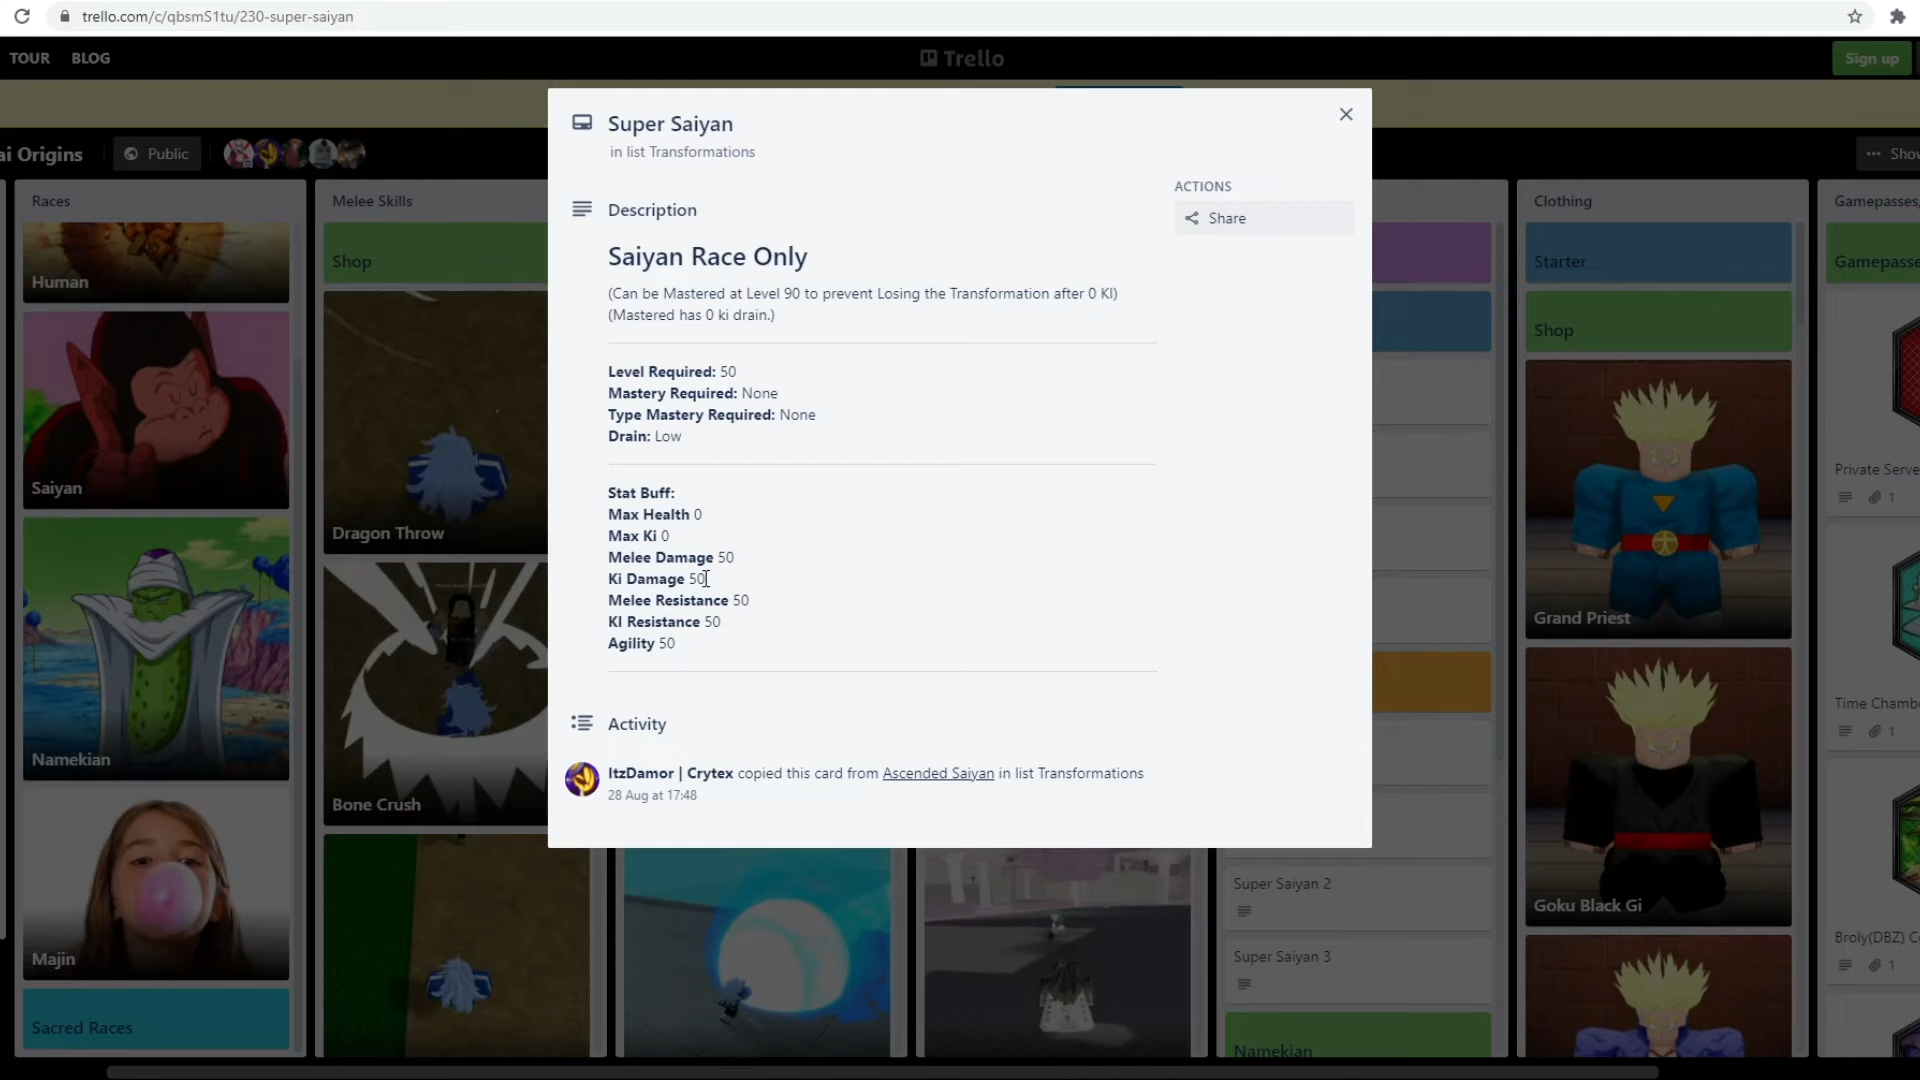 trello.com/c/qbsmS1tu/230-super-saiyan
TOUR
BLOG
Trello
Sign up
ai Origins
Public
Show
Races
Human
Saiyan
Namekian
Majin
Sacred Races
Melee Skills
Shop
Dragon Throw
Bone Crush
Super Saiyan
in list Transformations
Description
Saiyan Race Only
(Can be Mastered at Level 90 to prevent Losing the Transformation after 0 KI)
(Mastered has 0 ki drain.)
Level Required: 50
Mastery Required: None
Type Mastery Required: None
Drain: Low
Stat Buff:
Max Health 0
Max Ki 0
Melee Damage 50
Ki Damage 50
Melee Resistance 50
KI Resistance 50
Agility 50
Activity
ItzDamor | Crytex copied this card from Ascended Saiyan in list Transformations
28 Aug at 17:48
ACTIONS
Share
Super Saiyan 2
Super Saiyan 3
Namekian
Clothing
Starter
Shop
Grand Priest
Goku Black Gi
Gamepasses,
Gamepasse
Private Serve
1
Time Chamb
1
Broly(DBZ) C
1